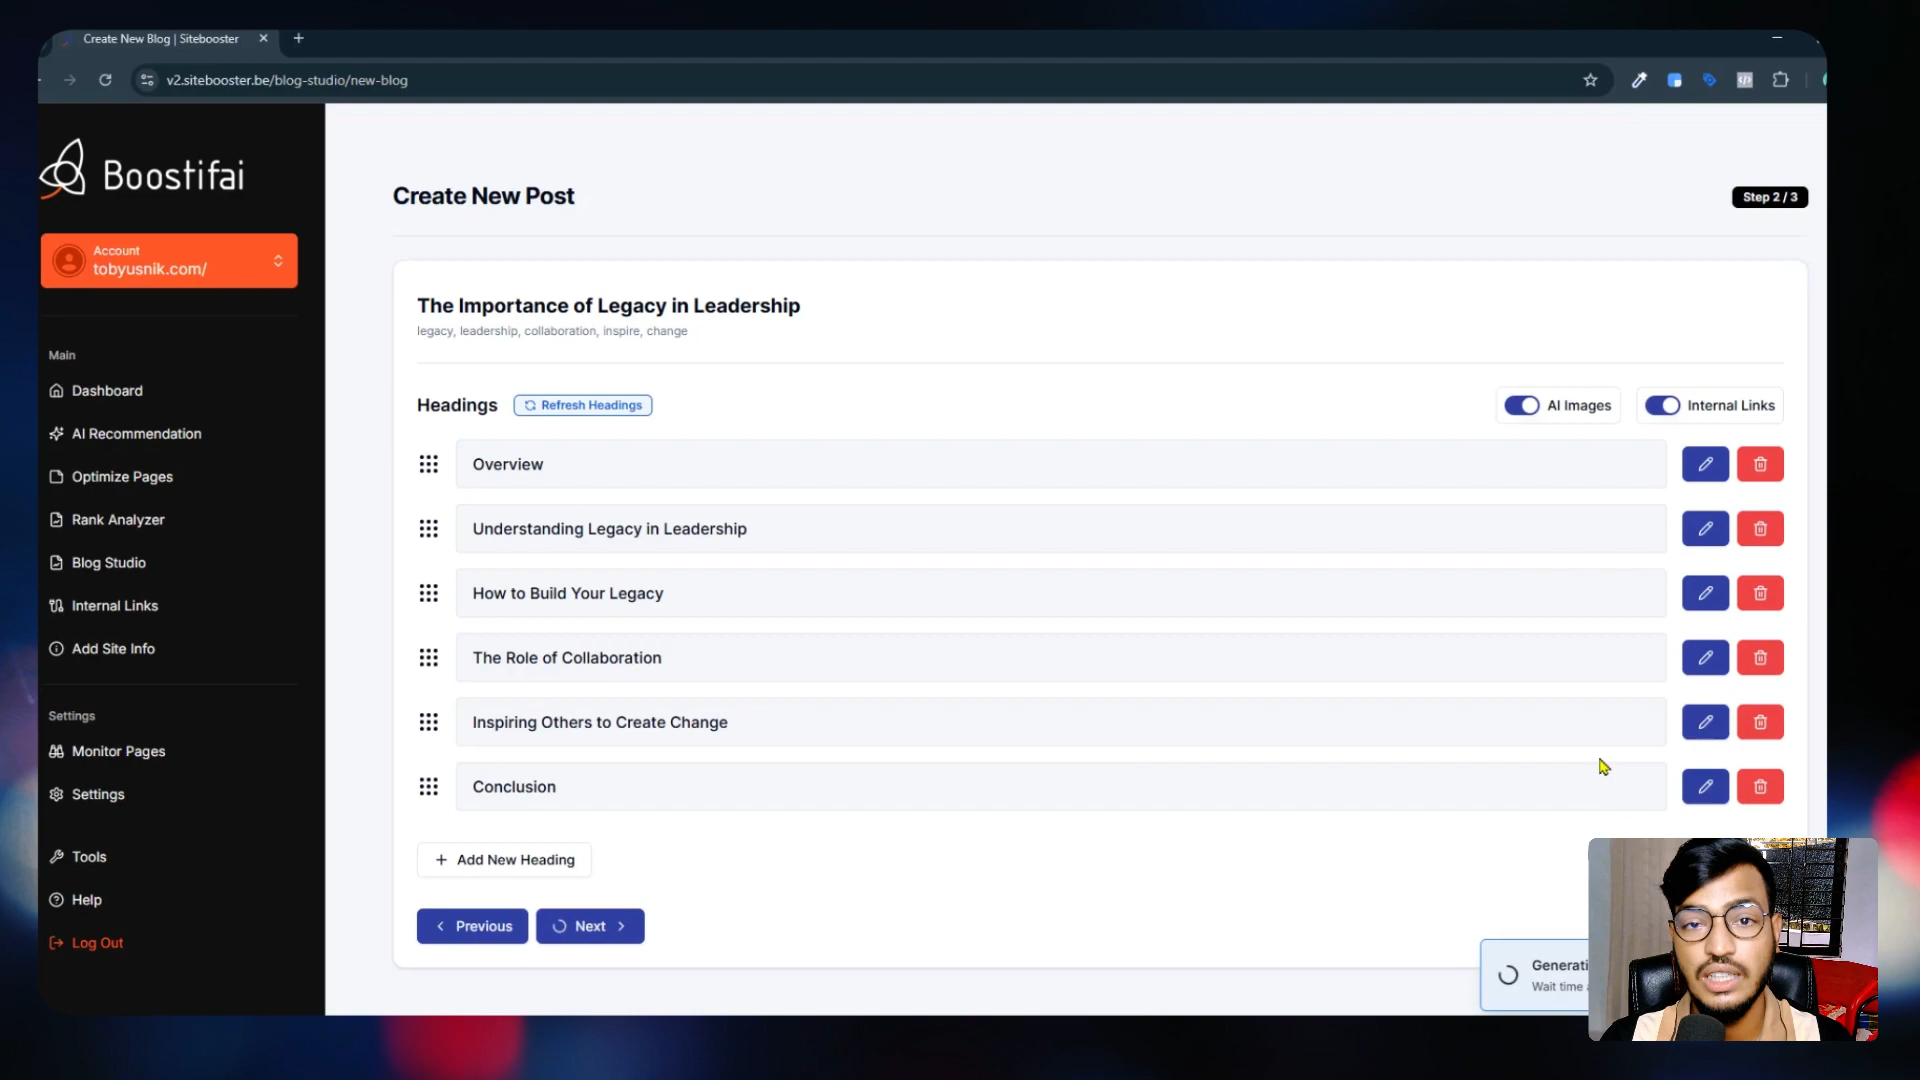 Create New Blog | Sitebooster
v2.sitebooster.be/blog-studio/new-blog
Boostifai
Account
tobyusnik.com/
Main
Dashboard
AI Recommendation
Optimize Pages
Rank Analyzer
Blog Studio
Internal Links
Add Site Info
Settings
Monitor Pages
Settings
Tools
Help
Log Out
Create New Post
Step 2 / 3
The Importance of Legacy in Leadership
legacy, leadership, collaboration, inspire, change
Headings
Refresh Headings
AI Images
Internal Links
Overview
Understanding Legacy in Leadership
How to Build Your Legacy
The Role of Collaboration
Inspiring Others to Create Change
Conclusion
+ Add New Heading
Previous
Next
Generati
Wait time